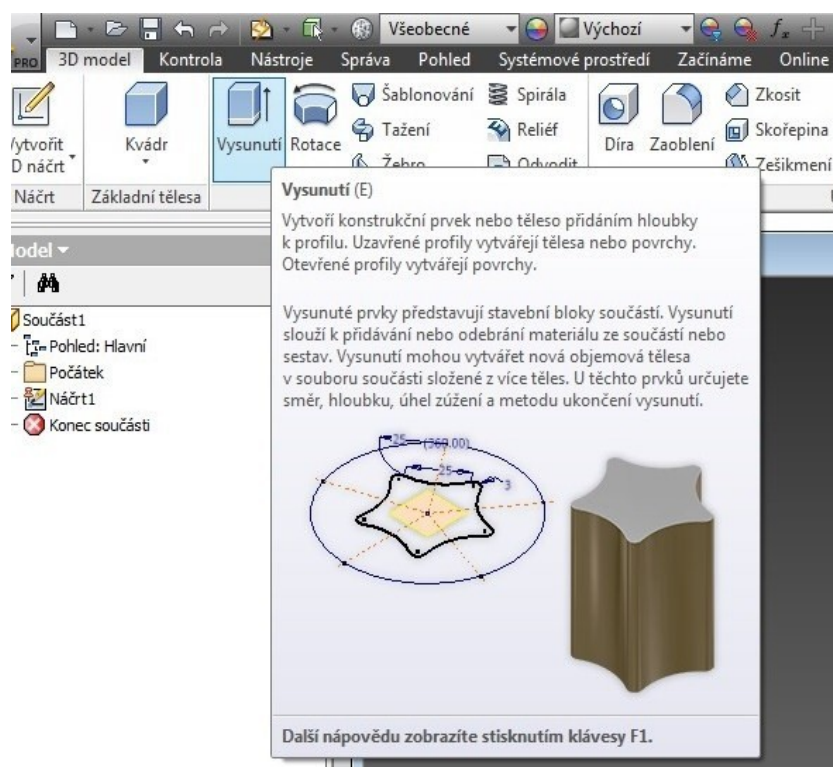 Všeobecné Výchozí fx
PRO 3D model Kontrola Nástroje Správa Pohled Systémové prostředí Začínáme Online
Vysunutí Rotace Šablonování Spirála Tažení Reliéf Žebro Odvodit
Kvádr
Díra Zaoblení Zkosit Skořepina Zešikmení
D náčrt
Náčrt Základní tělesa
Vysunutí (E)
Vytvoří konstrukční prvek nebo těleso přidáním hloubky
k profilu. Uzavřené profily vytvářejí tělesa nebo povrchy.
Otevřené profily vytvářejí povrchy.
Vysunuté prvky představují stavební bloky součástí. Vysunutí
slouží k přidávání nebo odebrání materiálu ze součástí nebo
sestav. Vysunutí mohou vytvářet nová objemová tělesa
v souboru součásti složené z více těles. U těchto prvků určujete
směr, hloubku, úhel zúžení a metodu ukončení vysunutí.
25 (360.00)
25
3
Další nápovědu zobrazíte stisknutím klávesy F1.
Součást1
Pohled: Hlavní
Počátek
Náčrt1
Konec součásti